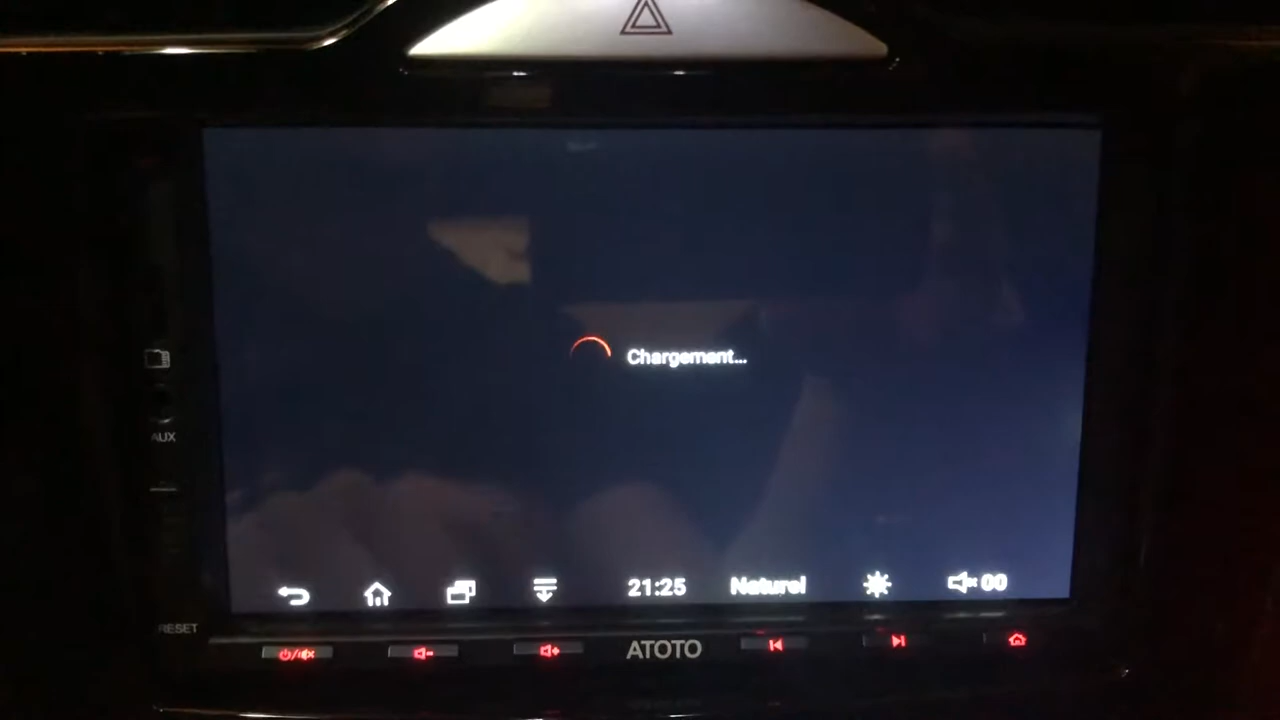 Chargement...
AUX
21:25 Naturel 00
RESET
ATOTO